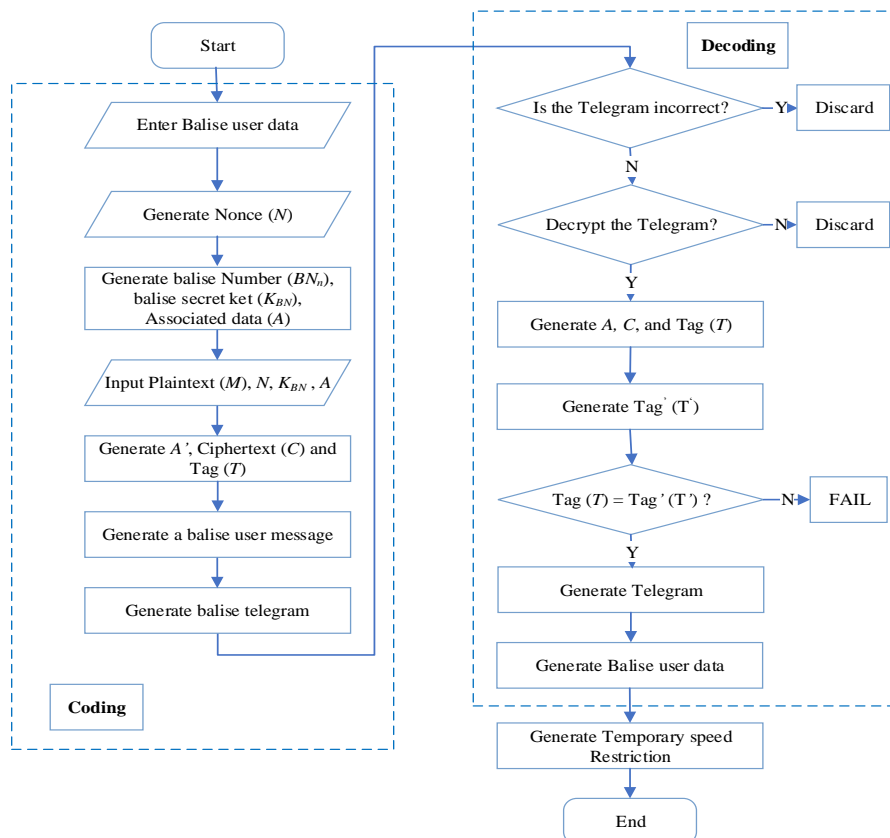 Start
Enter Balise user data
Generate Nonce (N)
Generate balise Number (BNn),
balise secret ket (KBN),
Associated data (A)
Input Plaintext (M), N, KBN , A
Generate A’, Ciphertext (C) and
Tag (T)
Generate a balise user message
Generate balise telegram
Coding
Decoding
Is the Telegram incorrect?
Y
Discard
N
Decrypt the Telegram?
N
Discard
Y
Generate A, C, and Tag (T)
Generate Tag‘ (T‘)
Tag (T) = Tag’ (T’) ?
N
FAIL
Y
Generate Telegram
Generate Balise user data
Generate Temporary speed
Restriction
End